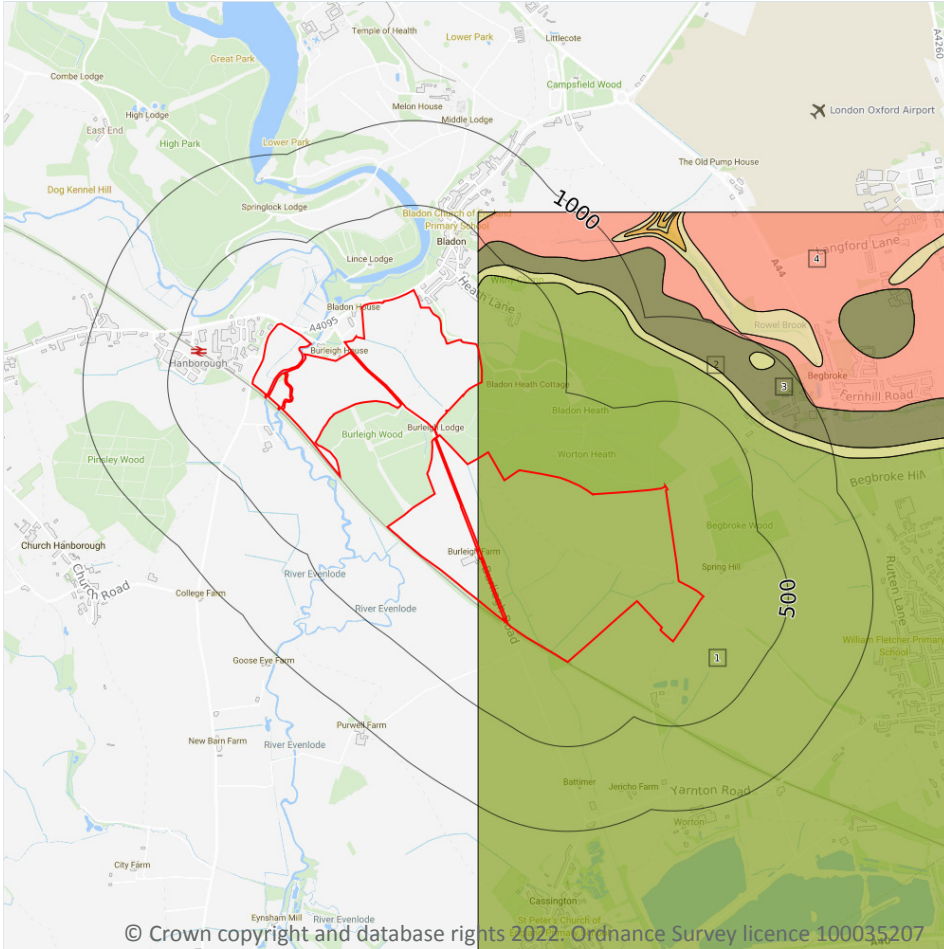 Temple of Health
Lower Park
Littlecote
A4260
Great Park
Combe Lodge
Campsfield Wood
High Lodge
Melon House
Middle Lodge
London Oxford Airport
East End
High Park
Lower Park
The Old Pump House
Dog Kennel Hill
Springlock Lodge
1000
Bladon Church of
Primary School
Bladon
Langford Lane
A44
4
Lince Lodge
Heath Lane
Bladon House
A4095
Rowel Brook
Burleigh House
Hanborough
2
Begbroke
3
Bladon Heath Cottage
Fernhill Road
Bladon Heath
Burleigh Lodge
Burleigh Wood
Pinsley Wood
Worton Heath
Begbroke Hill
Begbroke Wood
Church Hanborough
Burleigh Farm
Spring Hill
River Evenlode
Church Road
College Farm
500
Rutten Lane
River Evenlode
Road
William Fletcher Primary
School
1
Goose Eye Farm
Purwell Farm
New Barn Farm
River Evenlode
Battimer
Jericho Farm
Yarnton Road
Worton
City Farm
Cassington
Eynsham Mill
River Evenlode
St Peter's Church of
Primary School
A40
© Crown copyright and database rights 2022. Ordnance Survey licence 100035207